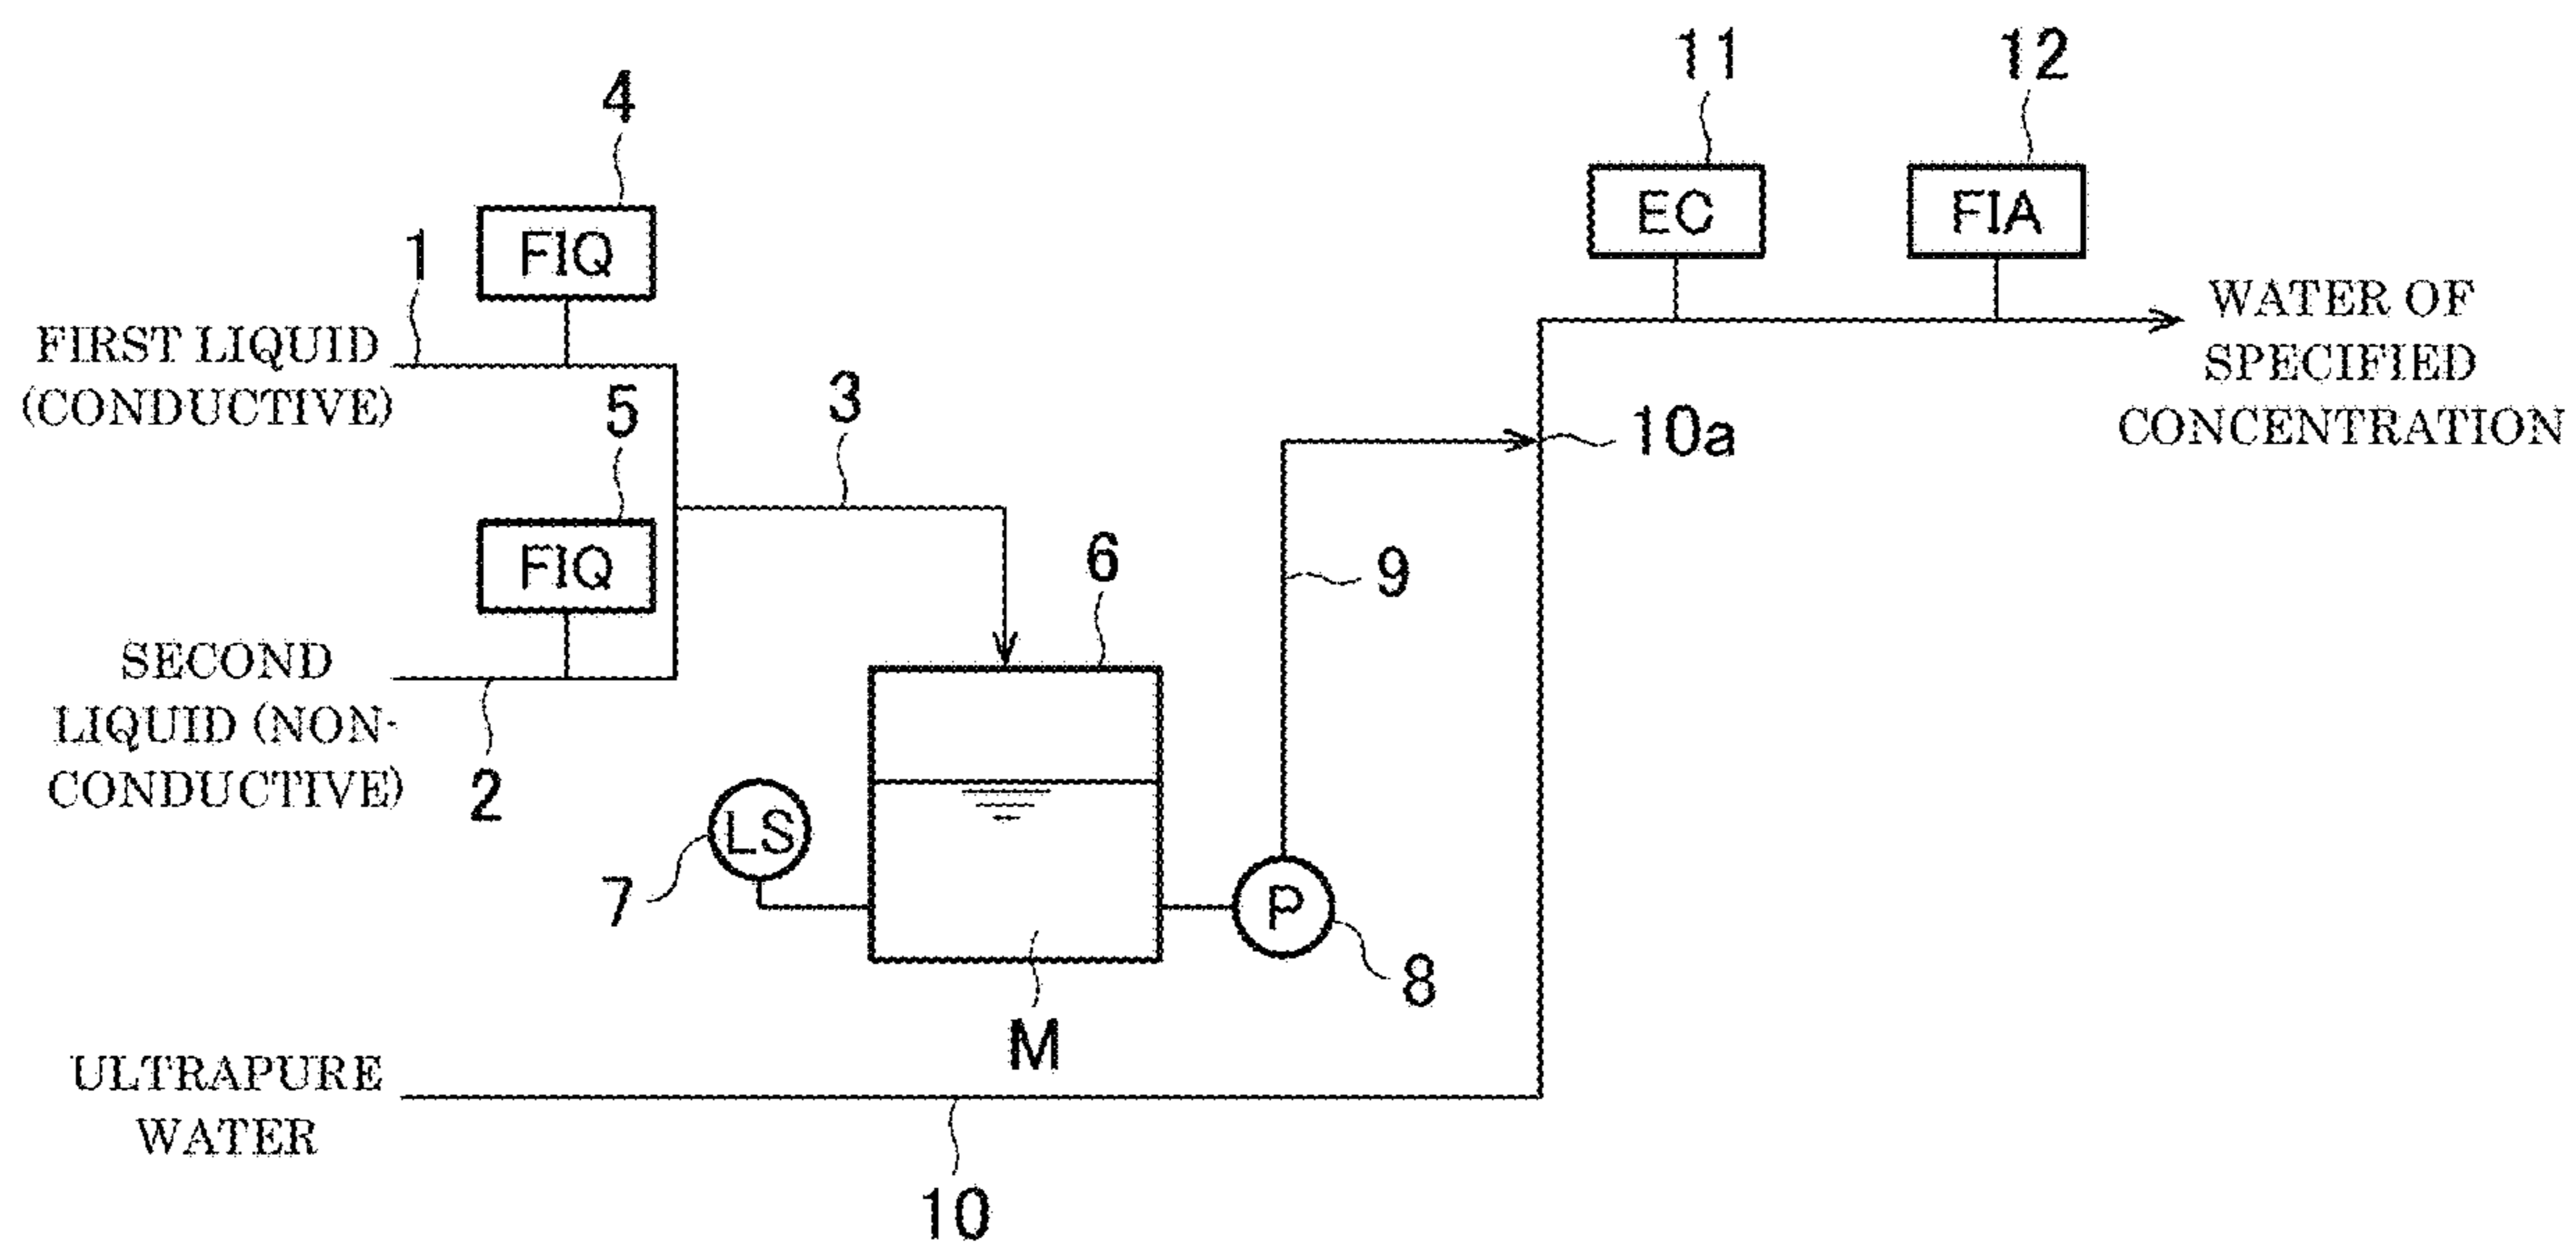 11
12
4
EC
FIA
1
FIQ
WATER OF
SPECIFIED
CONCENTRATION
FIRST LIQUID
(CONDUCTIVE)
5
3
10a
FIQ
6
9
SECOND
LIQUID (NON-
CONDUCTIVE)
2
LS
7
P
8
M
ULTRAPURE
WATER
10